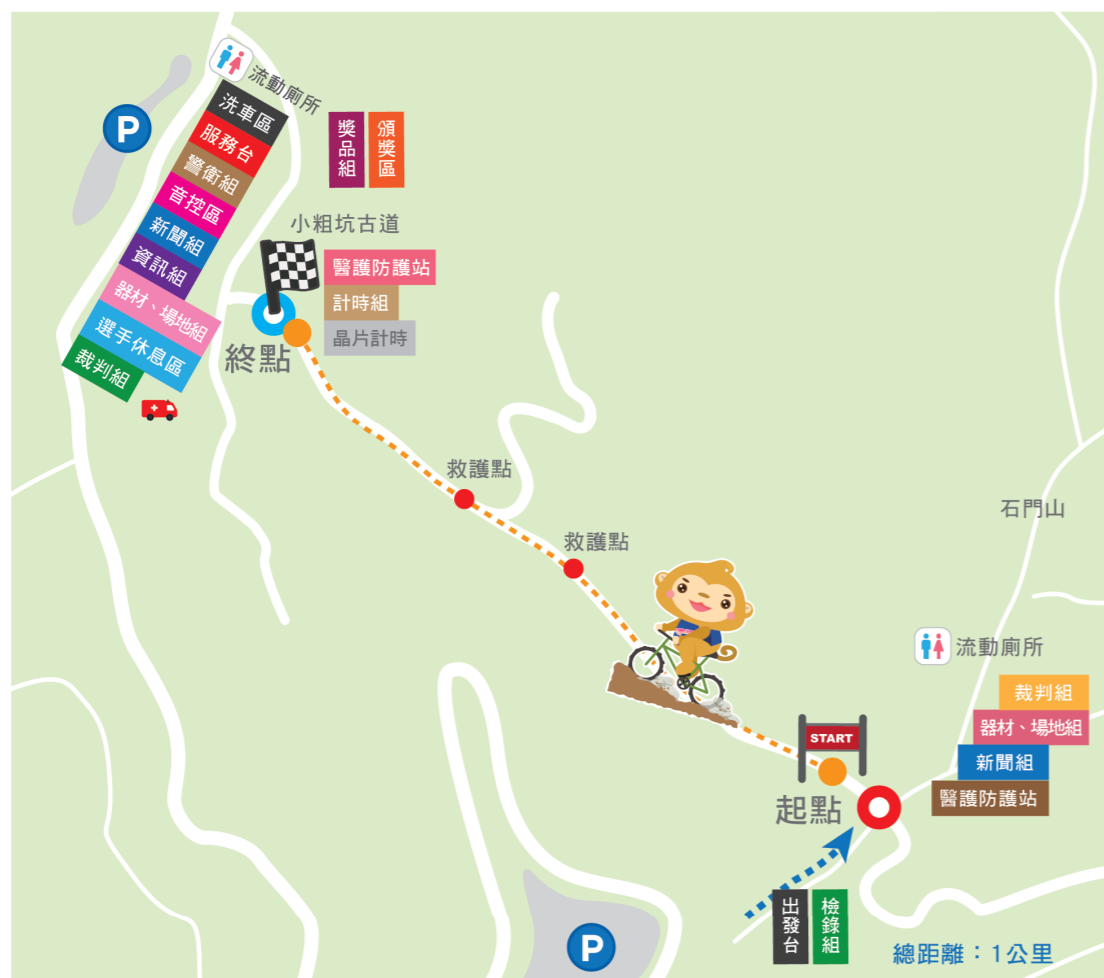 流動廁所
洗車區
P
服務台
警衛組
音控區
新聞組
資訊組
器材、場地組
選手休息區
裁判組
獎品組
頒獎區
小粗坑古道
醫護防護站
計時組
晶片計時
終點
救護點
救護點
石門山
流動廁所
裁判組
器材、場地組
新聞組
醫護防護站
START
起點
出發台
檢錄組
P
總距離：1公里